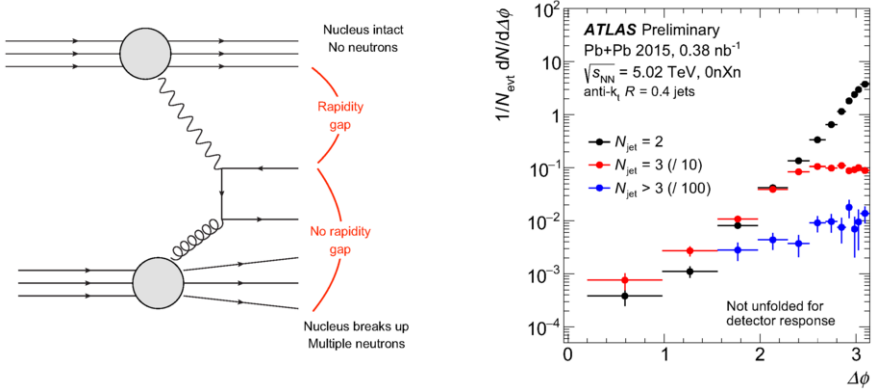 Nucleus intact
No neutrons
Rapidity
gap
No rapidity
gap
Nucleus breaks up
Multiple neutrons
ATLAS Preliminary
Pb+Pb 2015, 0.38 nb⁻¹
√sNN = 5.02 TeV, 0nXn
anti-kt R = 0.4 jets
Njet = 2
Njet = 3 (/ 10)
Njet > 3 (/ 100)
Not unfolded for
detector response
1/Nevt dN/dΔϕ
10²
10
1
10⁻¹
10⁻²
10⁻³
10⁻⁴
0 1 2 3
Δϕ